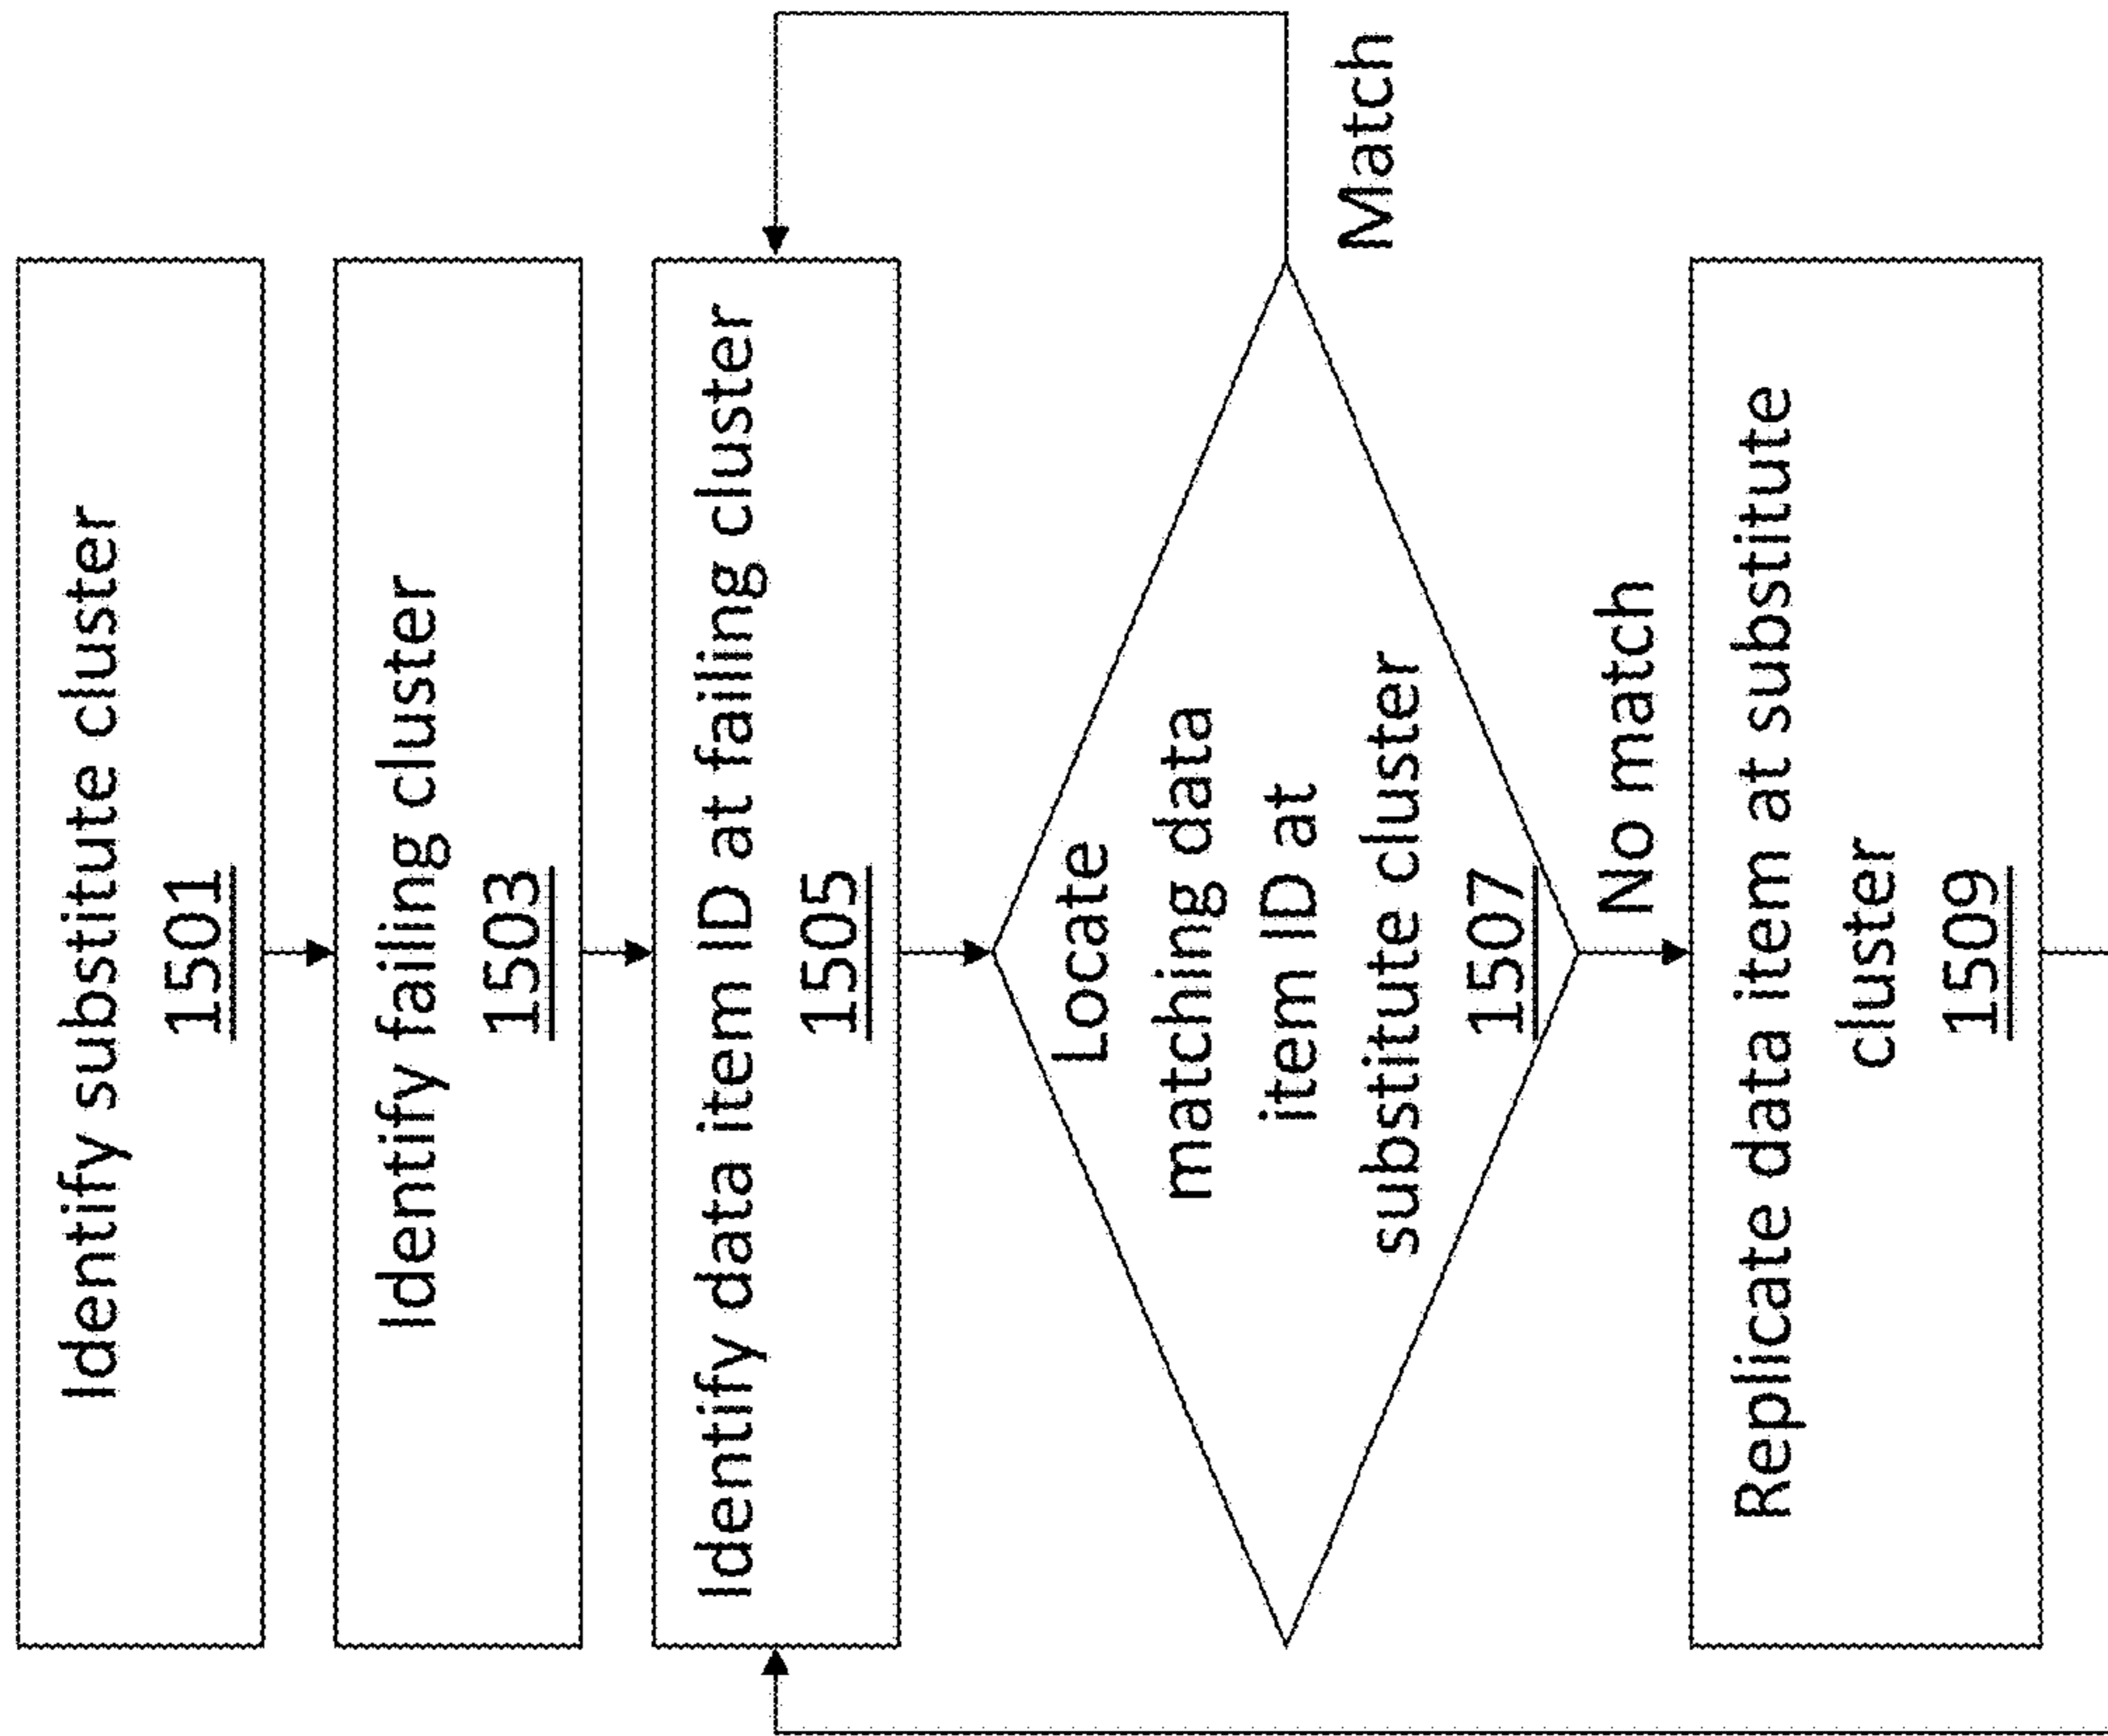 Identify substitute cluster
1501
Identify failing cluster
1503
Identify data item ID at failing cluster
1505
Locate
matching data
item ID at
substitute cluster
1507
Match
No match
Replicate data item at substitute
cluster
1509